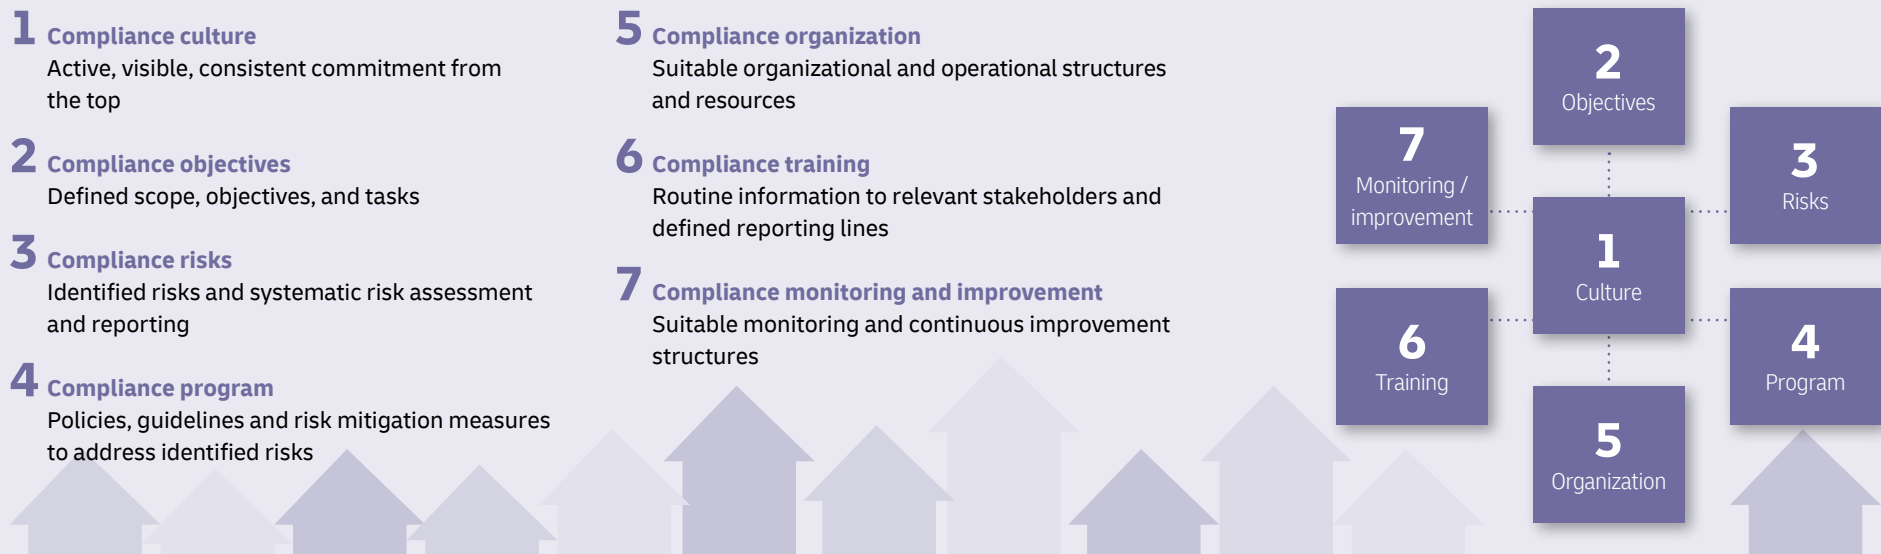 1 Compliance culture
Active, visible, consistent commitment from
the top
2 Compliance objectives
Defined scope, objectives, and tasks
3 Compliance risks
Identified risks and systematic risk assessment
and reporting
4 Compliance program
Policies, guidelines and risk mitigation measures
to address identified risks
5 Compliance organization
Suitable organizational and operational structures
and resources
6 Compliance training
Routine information to relevant stakeholders and
defined reporting lines
7 Compliance monitoring and improvement
Suitable monitoring and continuous improvement
structures
2
Objectives
7
Monitoring /
improvement
3
Risks
1
Culture
6
Training
4
Program
5
Organization